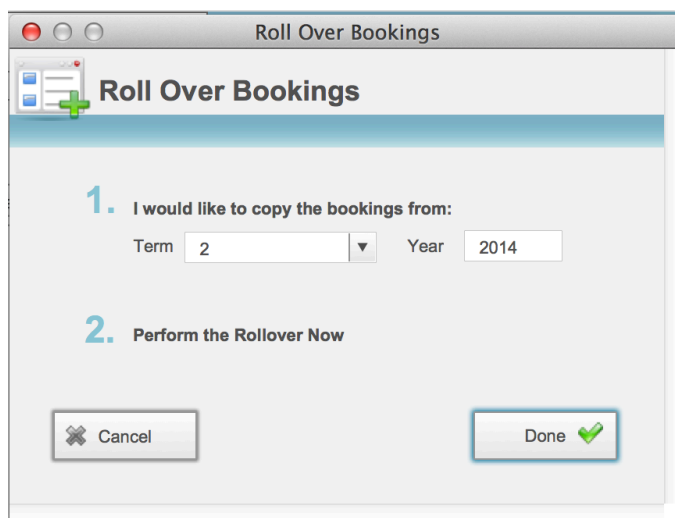 Roll Over Bookings
Roll Over Bookings
1. I would like to copy the bookings from:
Term 2 Year 2014
2. Perform the Rollover Now
Cancel Done